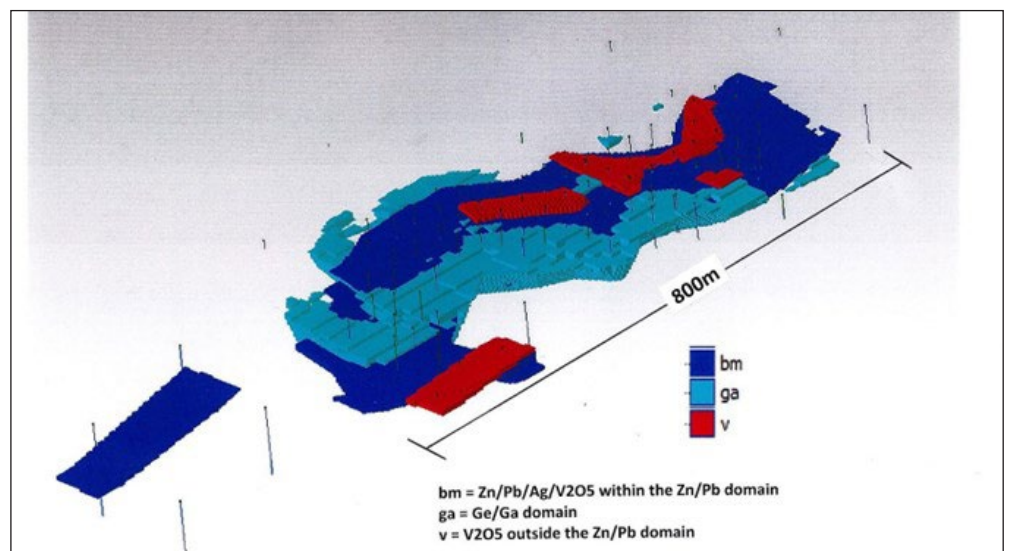 800m
bm
ga
v
bm = Zn/Pb/Ag/V2O5 within the Zn/Pb domain
ga = Ge/Ga domain
v = V2O5 outside the Zn/Pb domain